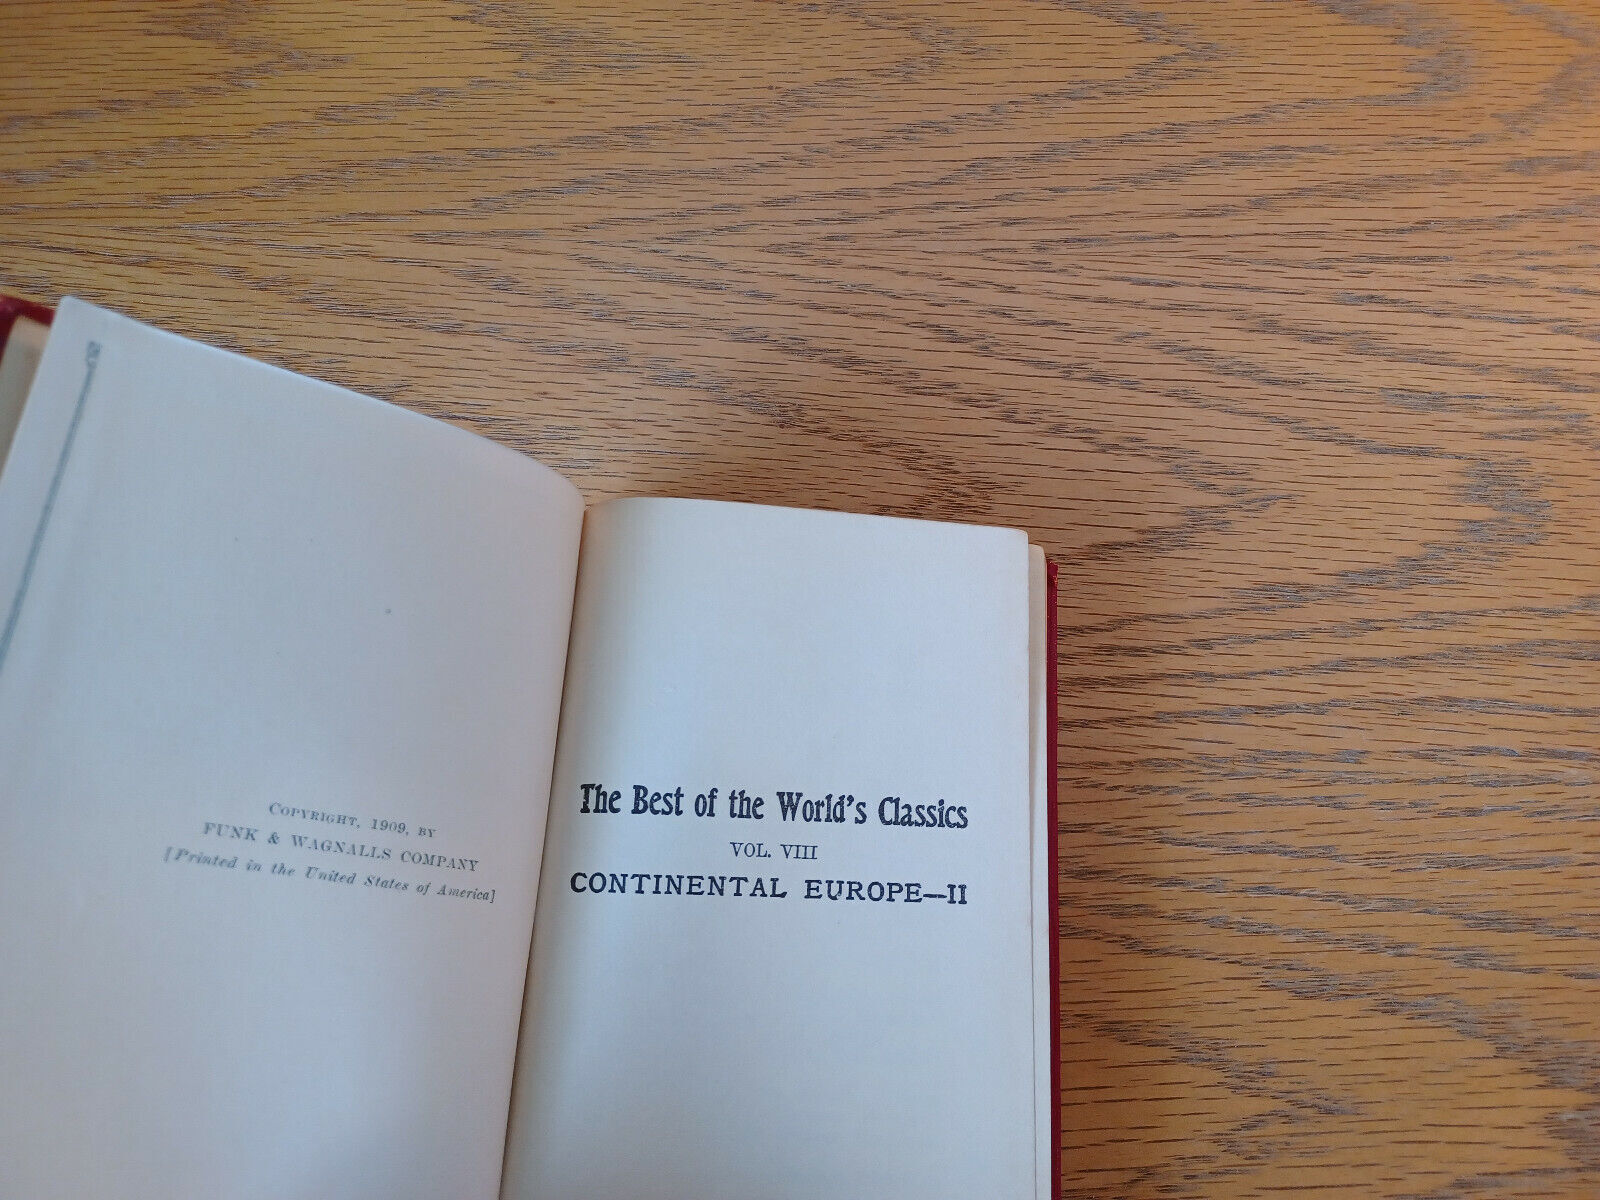 Copyright, 1909, by
FUNK & WAGNALLS COMPANY
[Printed in the United States of America]
The Best of the World's Classics
VOL. VIII
CONTINENTAL EUROPE—II